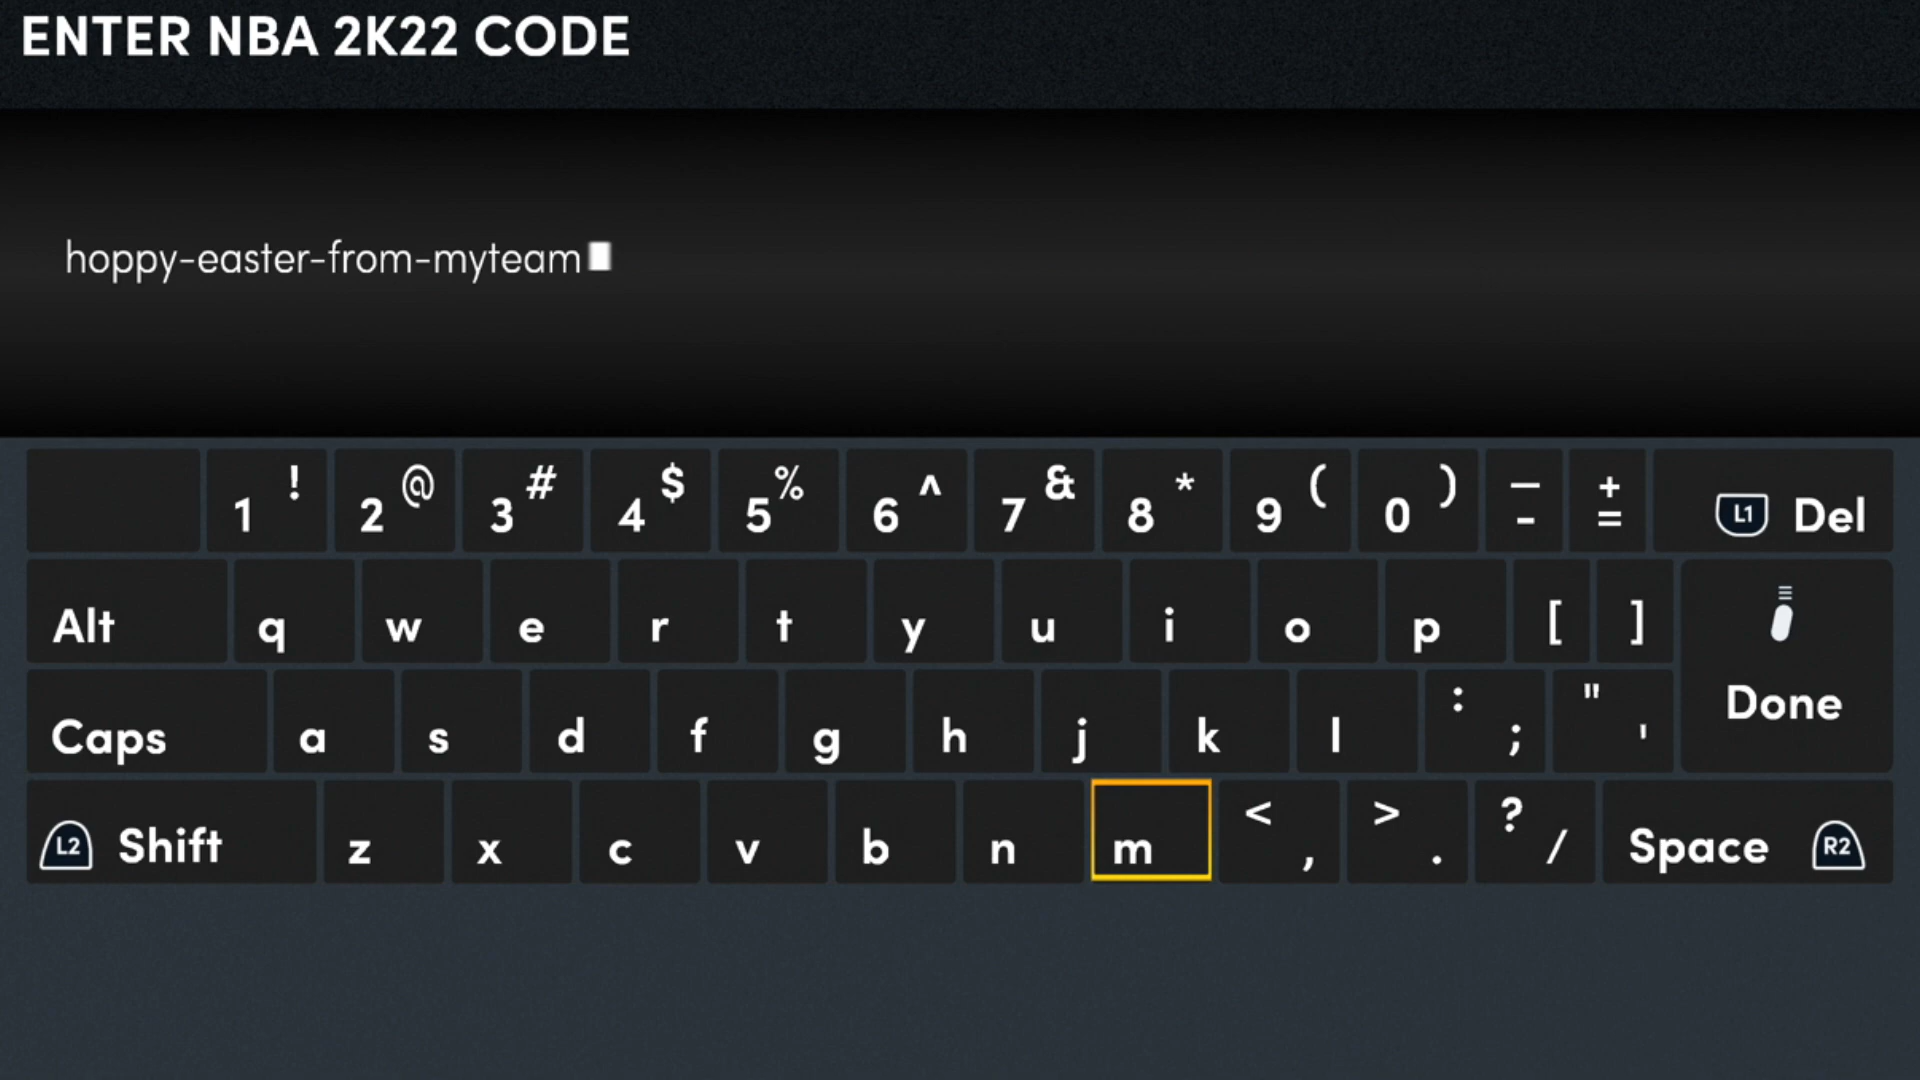 ENTER NBA 2K22 CODE
hoppy-easter-from-myteam
1 ! 2 @ 3 # 4 $ 5 % 6 ^ 7 & 8 * 9 ( 0 ) - — = + L1 Del
Alt q w e r t y u i o p [ ]
Caps a s d f g h j k l ; : ' " Done
L2 Shift z x c v b n m , < . > / ? Space R2